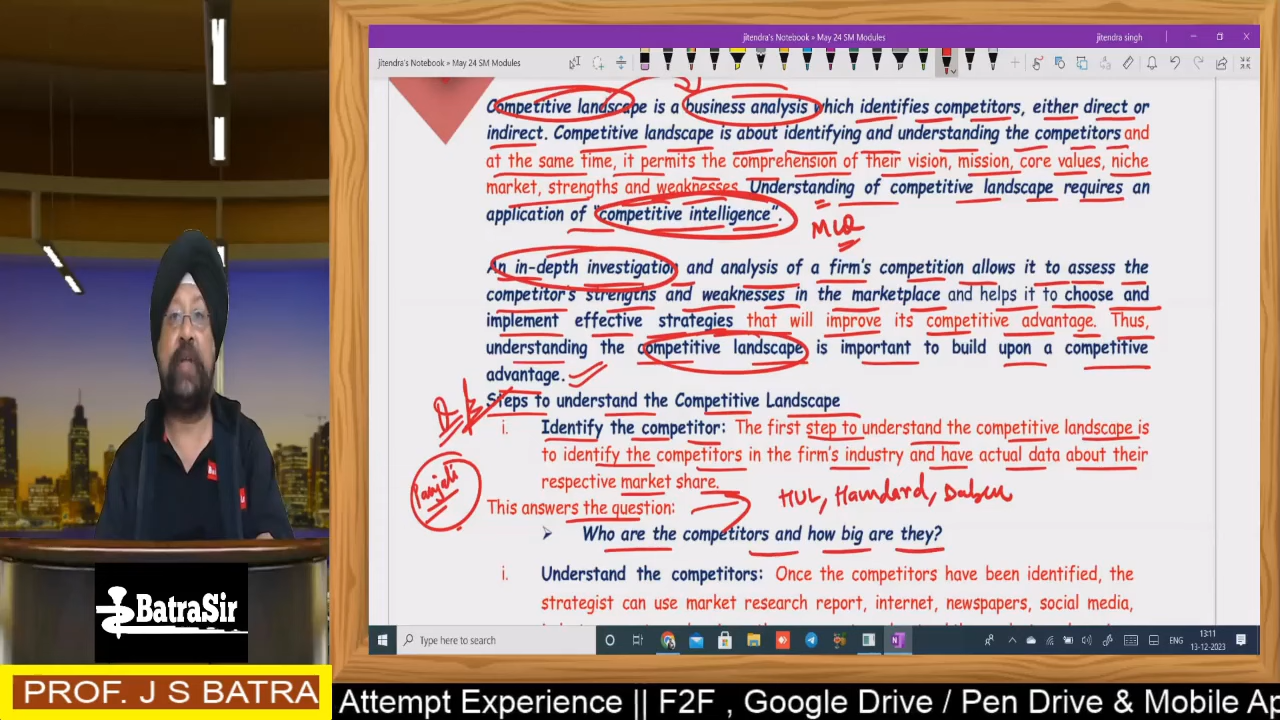 jitendra's Notebook » May 24 SM Modules
jitendra singh
jitendra's Notebook » May 24 SM Modules
Competitive landscape is a business analysis which identifies competitors, either direct or
indirect. Competitive landscape is about identifying and understanding the competitors and
at the same time, it permits the comprehension of their vision, mission, core values, niche
market, strengths and weaknesses. Understanding of competitive landscape requires an
application of "competitive intelligence".
MCQ
An in-depth investigation and analysis of a firm's competition allows it to assess the
competitor's strengths and weaknesses in the marketplace and helps it to choose and
implement effective strategies that will improve its competitive advantage. Thus,
understanding the competitive landscape is important to build upon a competitive
advantage.
Steps to understand the Competitive Landscape
i. Identify the competitor: The first step to understand the competitive landscape is
to identify the competitors in the firm's industry and have actual data about their
respective market share.
HUL, Hamdard, Dabur
This answers the question:
Who are the competitors and how big are they?
i. Understand the competitors: Once the competitors have been identified, the
strategist can use market research report, internet, newspapers, social media,
BatraSir
Type here to search
ENG
13:11
13-12-2023
PROF. J S BATRA
Attempt Experience || F2F , Google Drive / Pen Drive & Mobile Ap